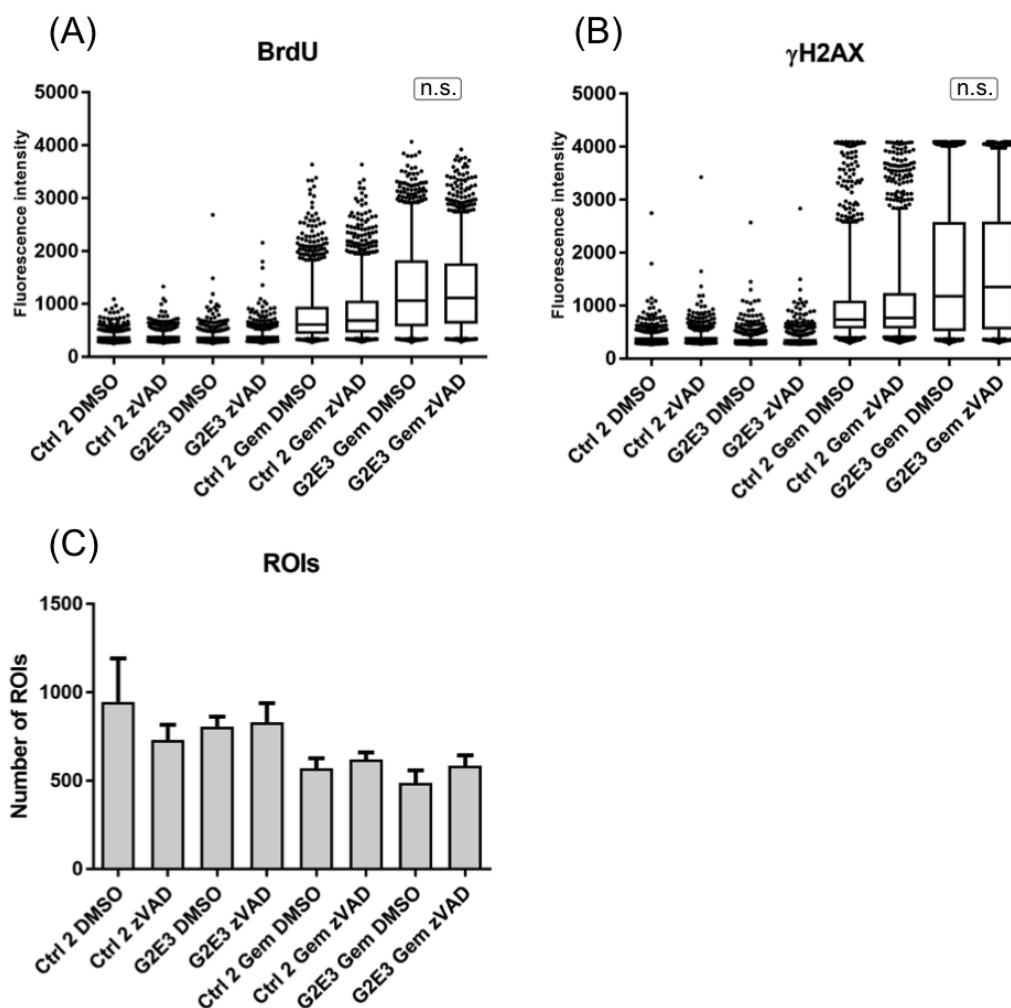 (A)
BrdU
n.s.
Fluorescence intensity
5000
4000
3000
2000
1000
0
Ctrl 2 DMSO
Ctrl 2 zVAD
G2E3 DMSO
G2E3 zVAD
Ctrl 2 Gem DMSO
Ctrl 2 Gem zVAD
G2E3 Gem DMSO
G2E3 Gem zVAD
(B)
γH2AX
n.s.
Fluorescence intensity
5000
4000
3000
2000
1000
0
Ctrl 2 DMSO
Ctrl 2 zVAD
G2E3 DMSO
G2E3 zVAD
Ctrl 2 Gem DMSO
Ctrl 2 Gem zVAD
G2E3 Gem DMSO
G2E3 Gem zVAD
(C)
ROIs
Number of ROIs
1500
1000
500
0
Ctrl 2 DMSO
Ctrl 2 zVAD
G2E3 DMSO
G2E3 zVAD
Ctrl 2 Gem DMSO
Ctrl 2 Gem zVAD
G2E3 Gem DMSO
G2E3 Gem zVAD